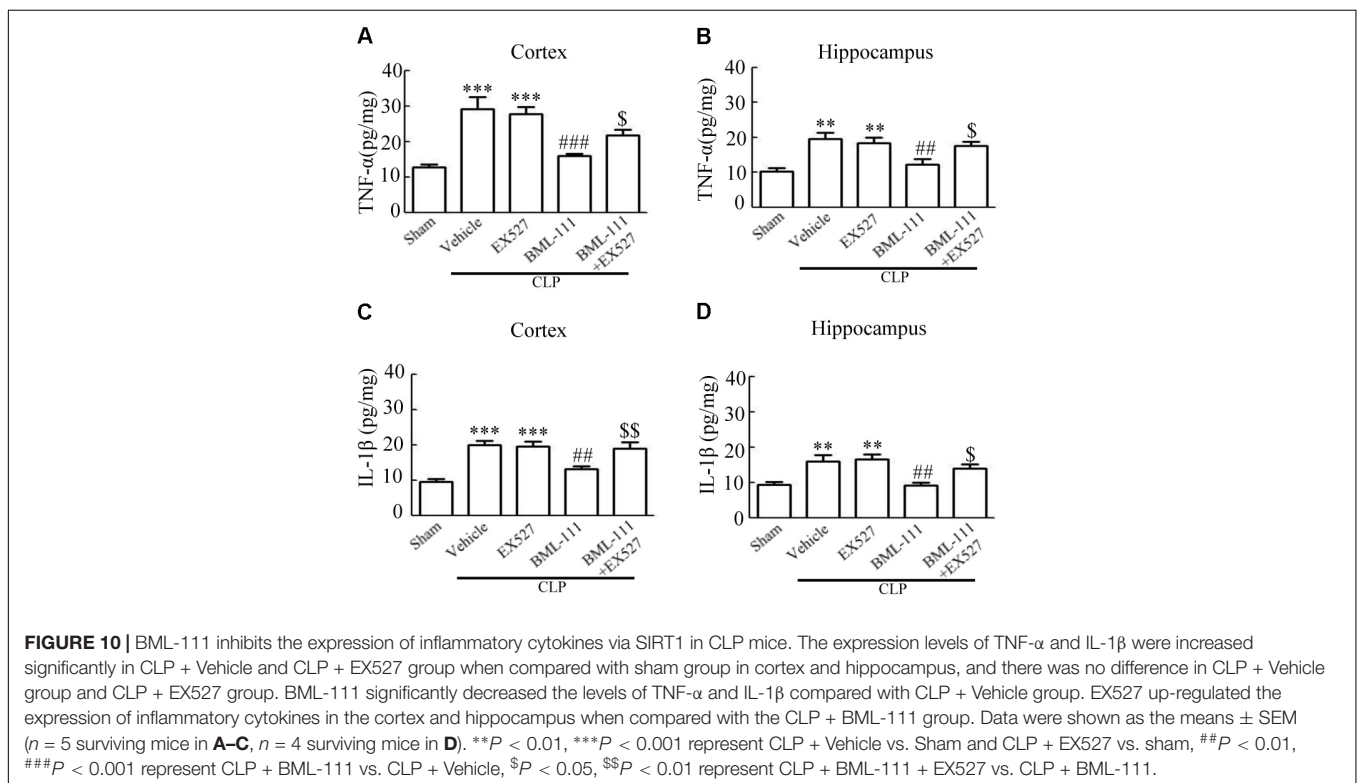 A
Cortex
TNF-α(pg/mg)
40
30
20
10
0
***
***
###
$
Sham
Vehicle
EX527
BML-111
BML-111
+EX527
CLP
B
Hippocampus
TNF-α(pg/mg)
40
30
20
10
0
**
**
##
$
Sham
Vehicle
EX527
BML-111
BML-111
+EX527
CLP
C
Cortex
IL-1β (pg/mg)
40
30
20
10
0
***
***
##
$$
Sham
Vehicle
EX527
BML-111
BML-111
+EX527
CLP
D
Hippocampus
IL-1β (pg/mg)
40
30
20
10
0
**
**
##
$
Sham
Vehicle
EX527
BML-111
BML-111
+EX527
CLP
FIGURE 10 | BML-111 inhibits the expression of inflammatory cytokines via SIRT1 in CLP mice. The expression levels of TNF-α and IL-1β were increased
significantly in CLP + Vehicle and CLP + EX527 group when compared with sham group in cortex and hippocampus, and there was no difference in CLP + Vehicle
group and CLP + EX527 group. BML-111 significantly decreased the levels of TNF-α and IL-1β compared with CLP + Vehicle group. EX527 up-regulated the
expression of inflammatory cytokines in the cortex and hippocampus when compared with the CLP + BML-111 group. Data were shown as the means ± SEM
(n = 5 surviving mice in A–C, n = 4 surviving mice in D). **P < 0.01, ***P < 0.001 represent CLP + Vehicle vs. Sham and CLP + EX527 vs. sham, ##P < 0.01,
###P < 0.001 represent CLP + BML-111 vs. CLP + Vehicle, $P < 0.05, $$P < 0.01 represent CLP + BML-111 + EX527 vs. CLP + BML-111.